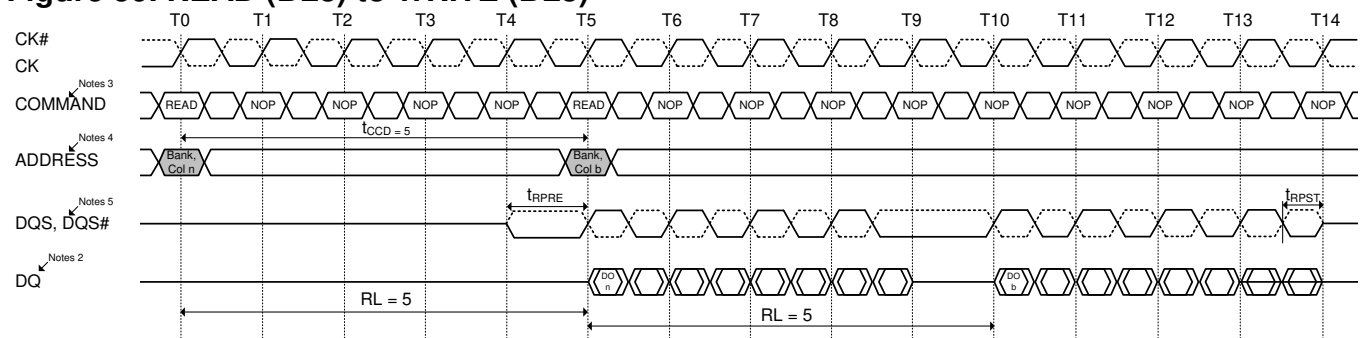 Figure READ (BL8) to WRITE (BL8)
T0 T1 T2 T3 T4 T5 T6 T7 T8 T9 T10 T11 T12 T13 T14
CK#
CK
Notes 3
COMMAND READ NOP NOP NOP NOP READ NOP NOP NOP NOP NOP NOP NOP NOP NOP
tCCD = 5
Notes 4
ADDRESS Bank, Col n Bank, Col b
tRPRE tRPST
Notes 5
DQS, DQS#
Notes 2
DQ DO n DO b
RL = 5
RL = 5